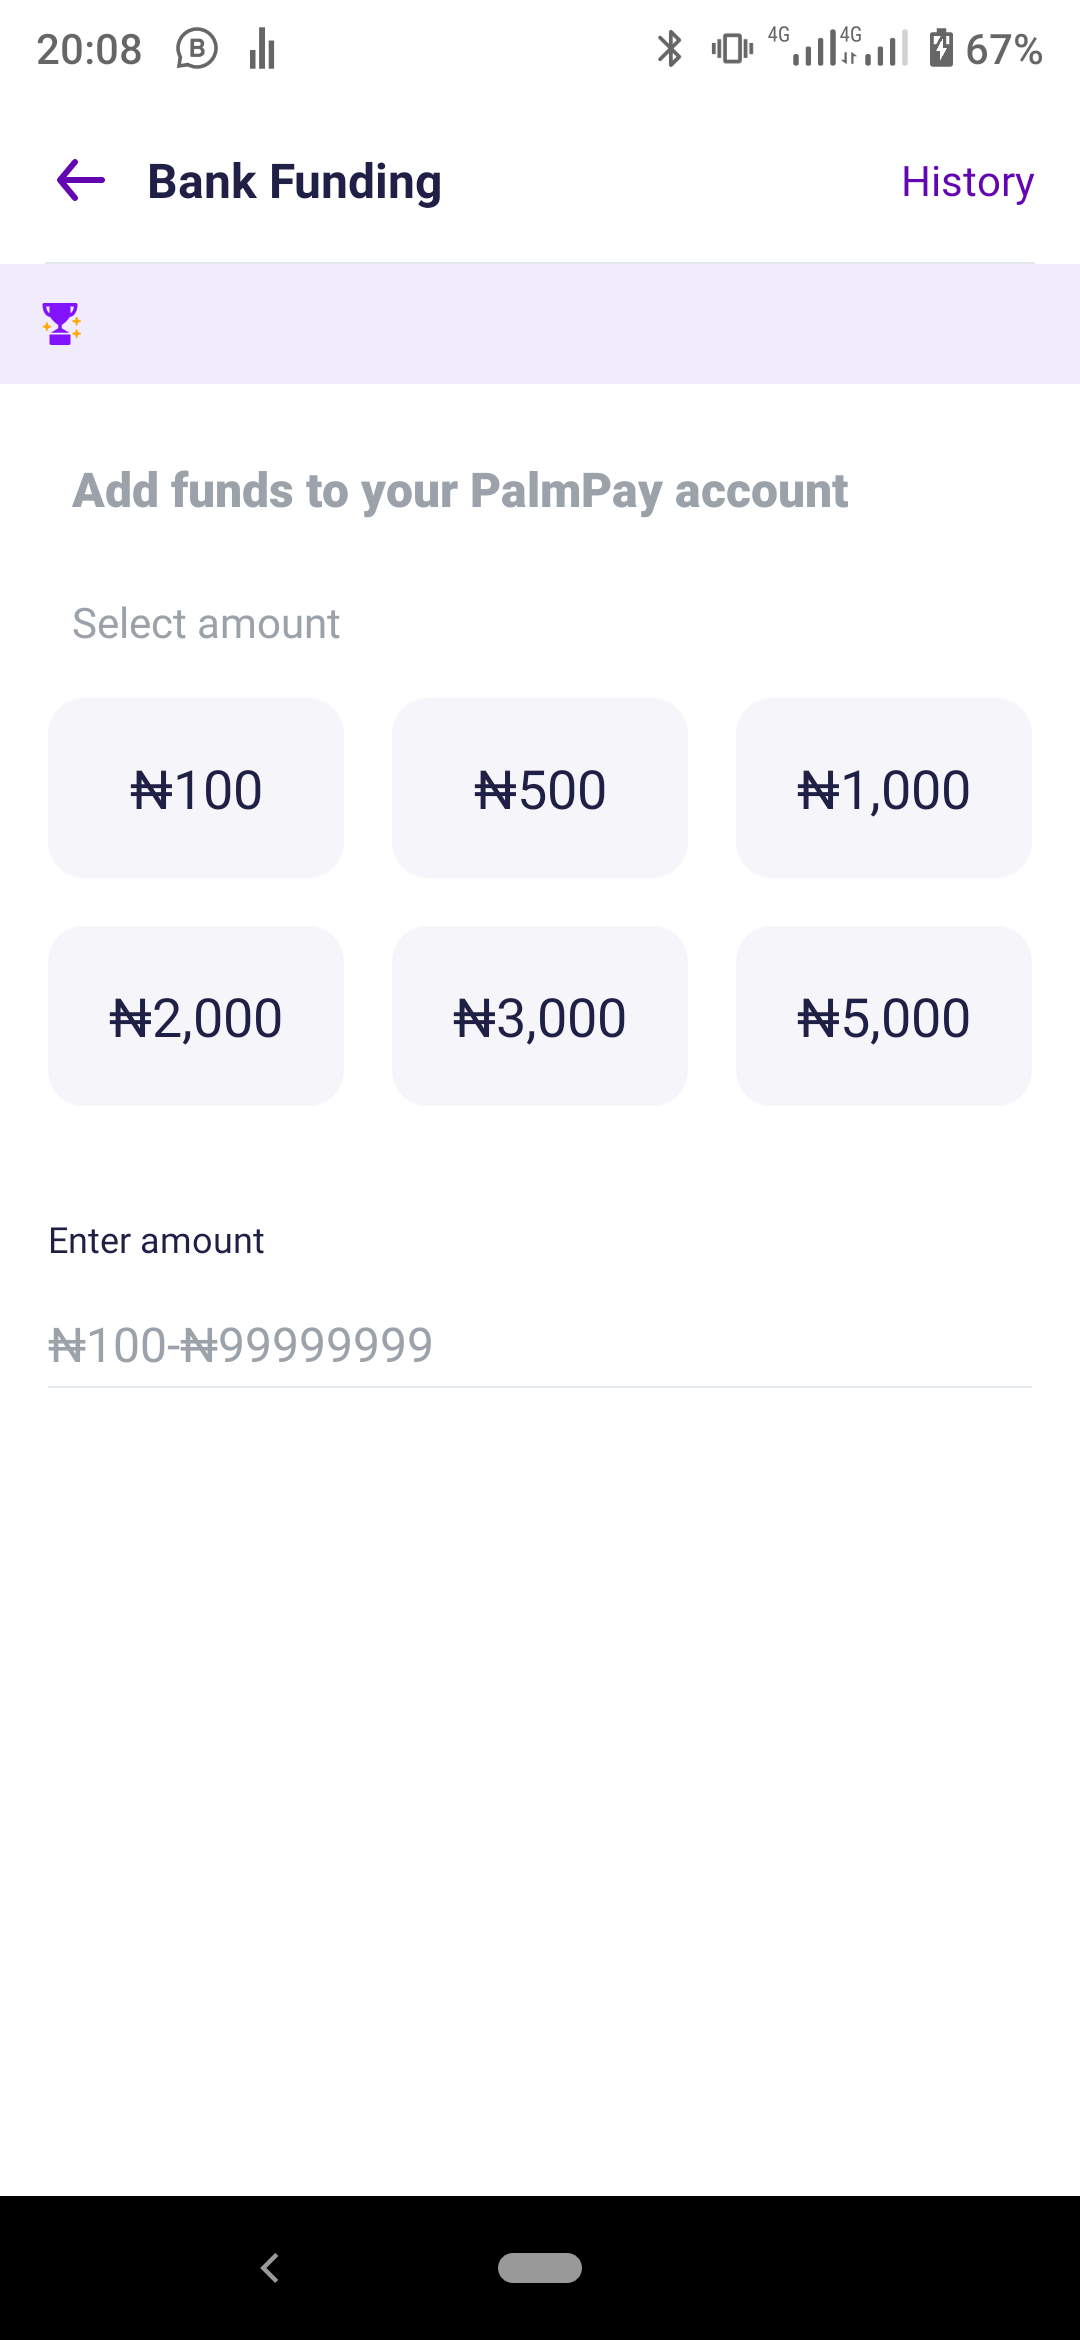 20:08 B 4G 4G 67%
Bank Funding History
Add funds to your PalmPay account
Select amount
₦100 ₦500 ₦1,000
₦2,000 ₦3,000 ₦5,000
Enter amount
₦100-₦99999999